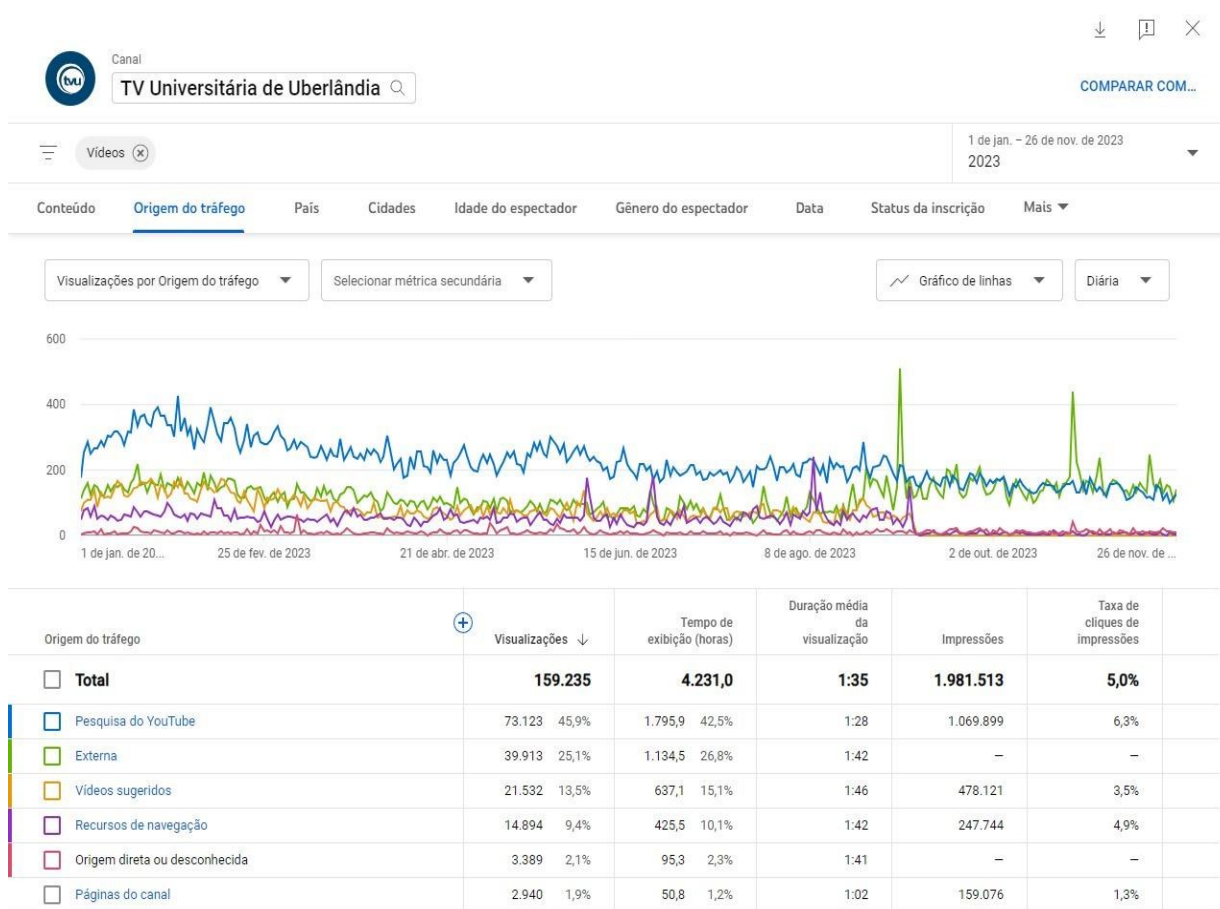 Canal
tvu
TV Universitária de Uberlândia
COMPARAR COM...
Vídeos
1 de jan. – 26 de nov. de 2023
2023
Conteúdo Origem do tráfego País Cidades Idade do espectador Gênero do espectador Data Status da inscrição Mais
Visualizações por Origem do tráfego Selecionar métrica secundária Gráfico de linhas Diária
600
400
200
0
1 de jan. de 20... 25 de fev. de 2023 21 de abr. de 2023 15 de jun. de 2023 8 de ago. de 2023 2 de out. de 2023 26 de nov. de ...
Origem do tráfego Visualizações Tempo de exibição (horas) Duração média da visualização Impressões Taxa de cliques de impressões
Total 159.235 4.231,0 1:35 1.981.513 5,0%
Pesquisa do YouTube 73.123 45,9% 1.795,9 42,5% 1:28 1.069.899 6,3%
Externa 39.913 25,1% 1.134,5 26,8% 1:42 – –
Vídeos sugeridos 21.532 13,5% 637,1 15,1% 1:46 478.121 3,5%
Recursos de navegação 14.894 9,4% 425,5 10,1% 1:42 247.744 4,9%
Origem direta ou desconhecida 3.389 2,1% 95,3 2,3% 1:41 – –
Páginas do canal 2.940 1,9% 50,8 1,2% 1:02 159.076 1,3%